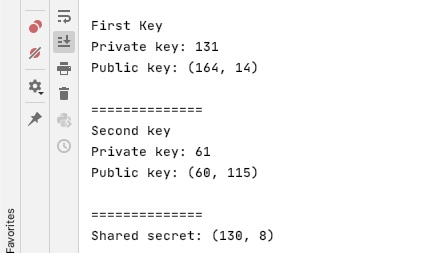 First Key
Private key: 131
Public key: (164, 14)
==============
Second key
Private key: 61
Public key: (60, 115)
==============
Shared secret: (130, 8)
Favorites